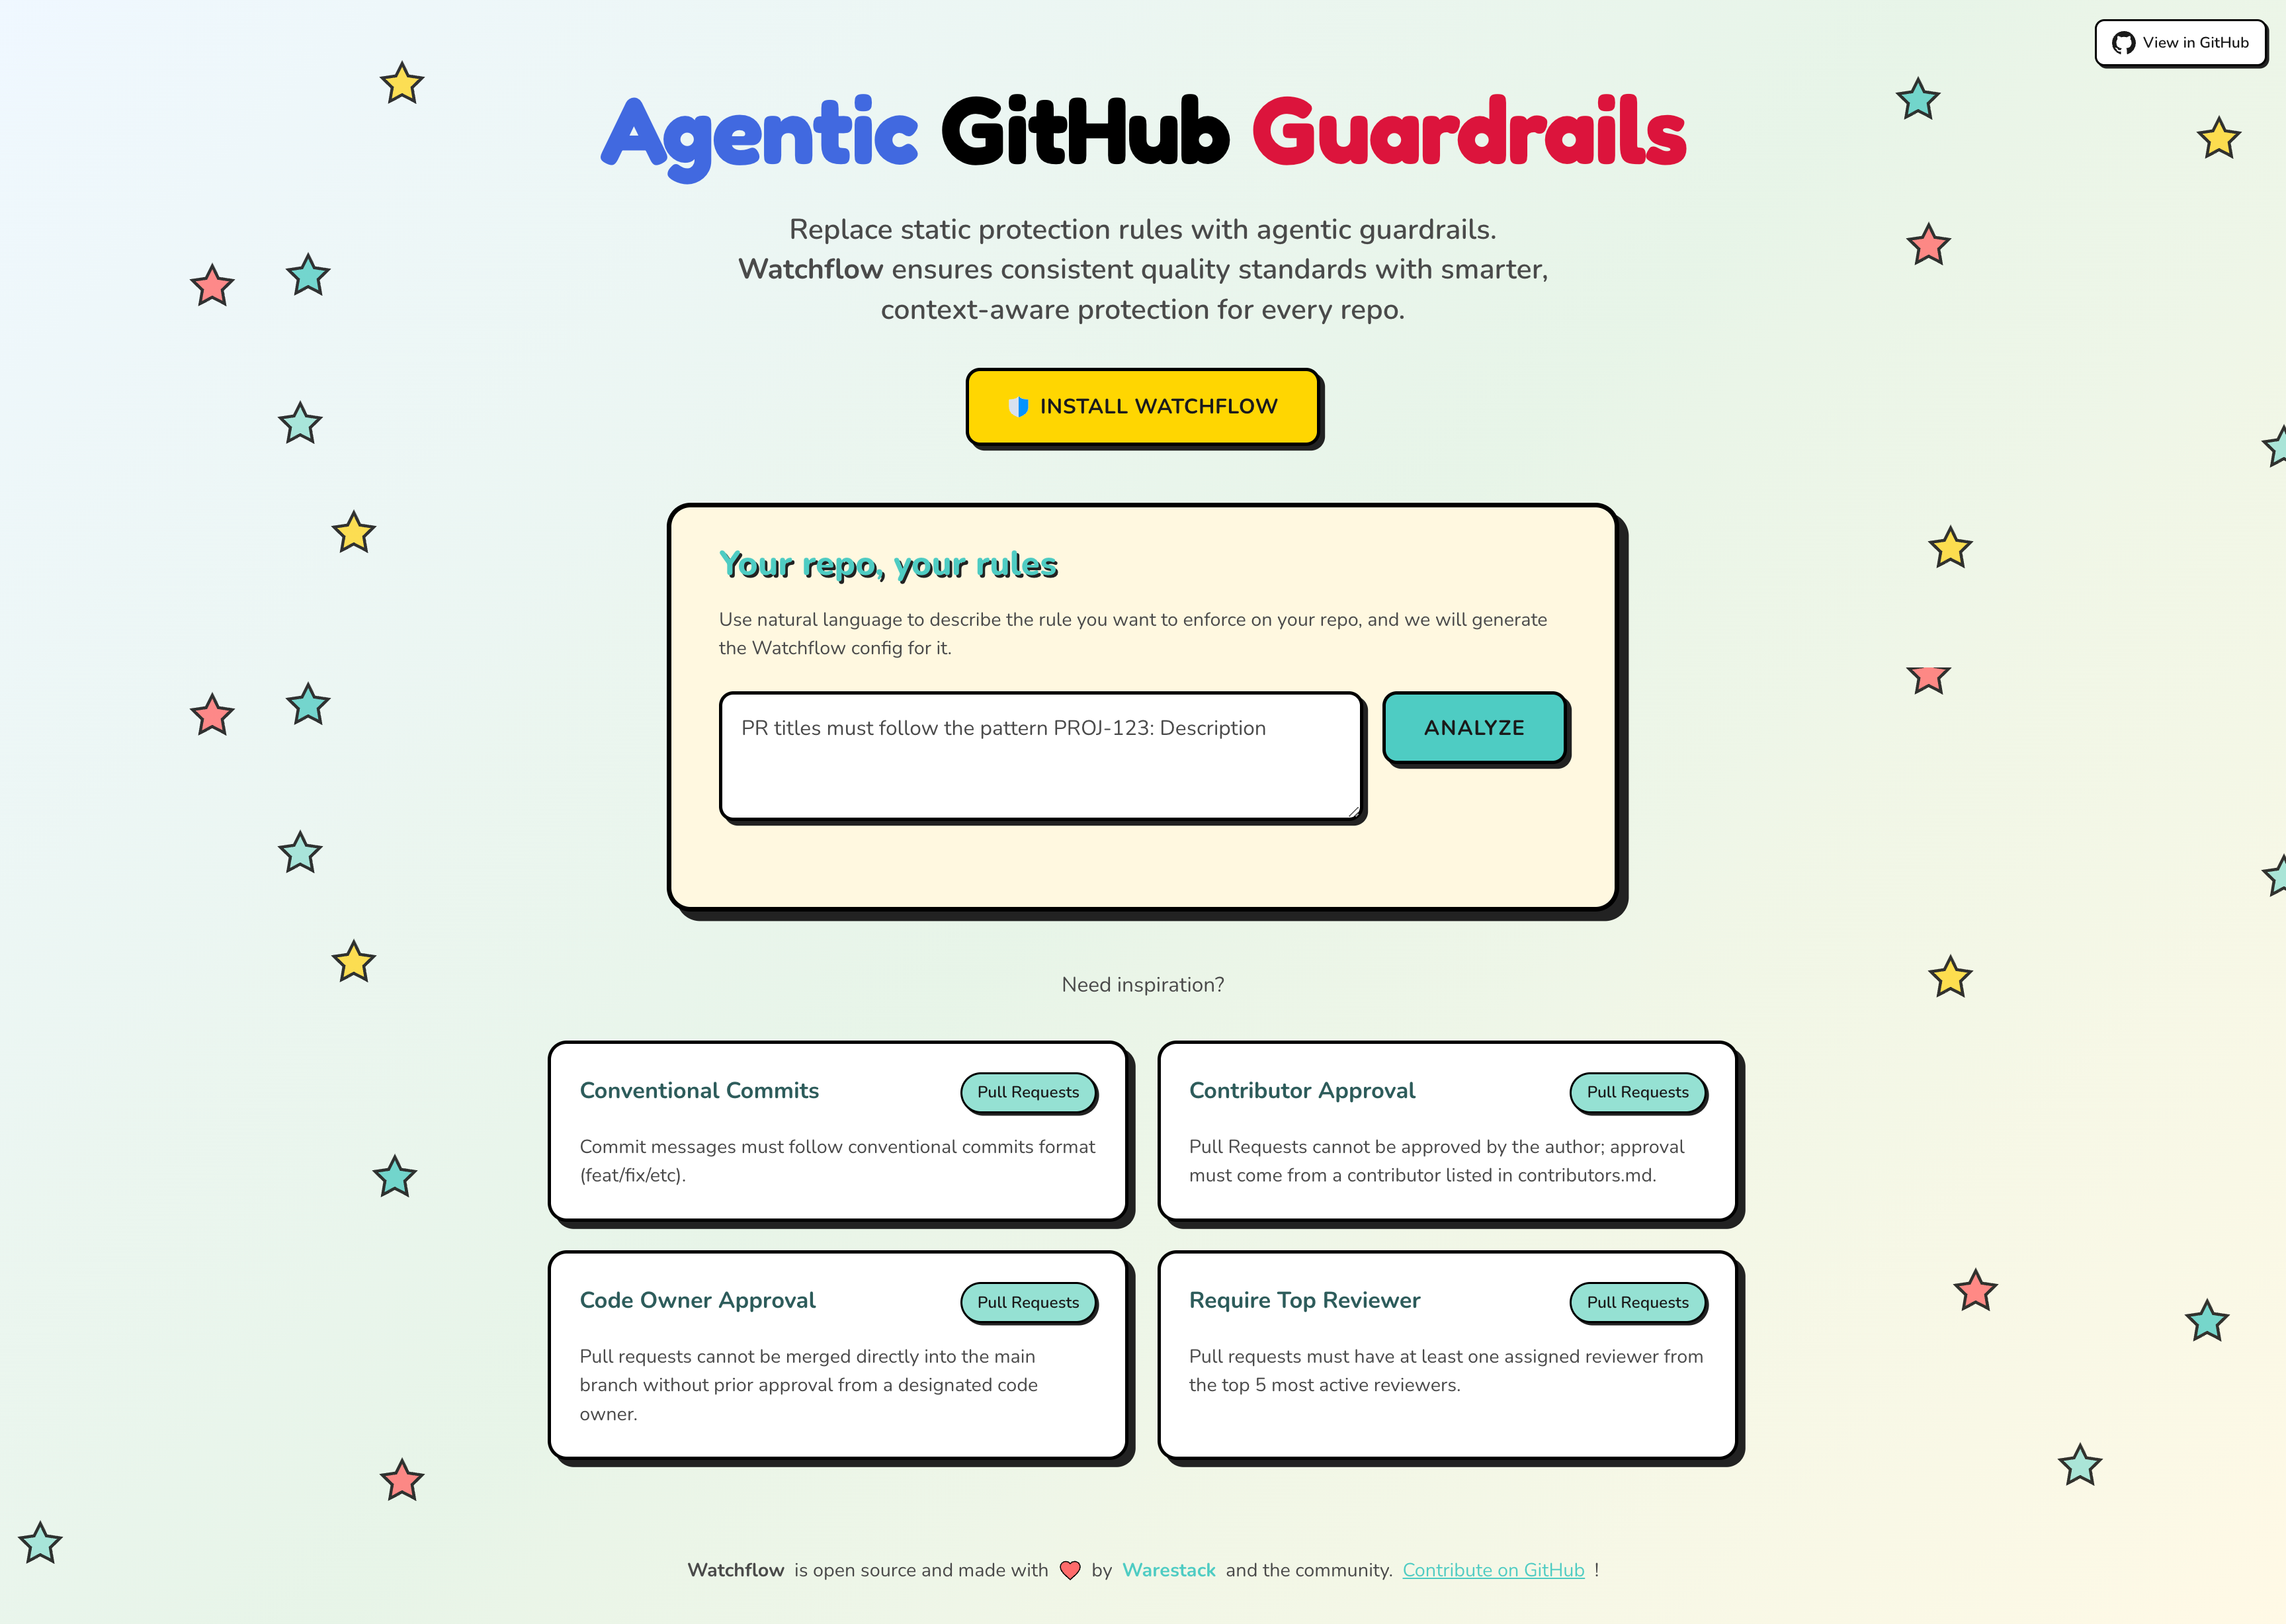 View in GitHub
Agentic GitHub Guardrails
Replace static protection rules with agentic guardrails.
Watchflow ensures consistent quality standards with smarter,
context-aware protection for every repo.
INSTALL WATCHFLOW
Your repo, your rules
Use natural language to describe the rule you want to enforce on your repo, and we will generate
the Watchflow config for it.
PR titles must follow the pattern PROJ-123: Description
ANALYZE
Need inspiration?
Conventional Commits
Pull Requests
Commit messages must follow conventional commits format
(feat/fix/etc).
Contributor Approval
Pull Requests
Pull Requests cannot be approved by the author; approval
must come from a contributor listed in contributors.md.
Code Owner Approval
Pull Requests
Pull requests cannot be merged directly into the main
branch without prior approval from a designated code
owner.
Require Top Reviewer
Pull Requests
Pull requests must have at least one assigned reviewer from
the top 5 most active reviewers.
Watchflow is open source and made with ❤️ by Warestack and the community. Contribute on GitHub !